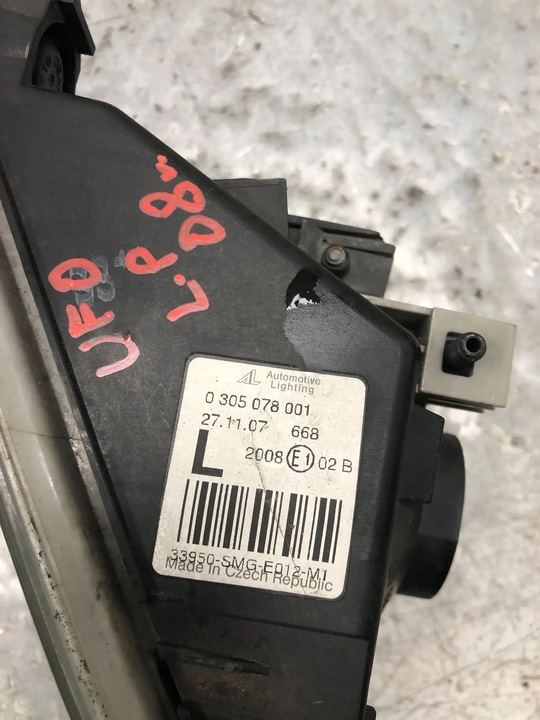 UFO
L.P 08"
AL Automotive
Lighting
0 305 078 001
27.11.07 668
L 2008 E1 02 B
33950-SMG-E012-M1
Made In Czech Republic